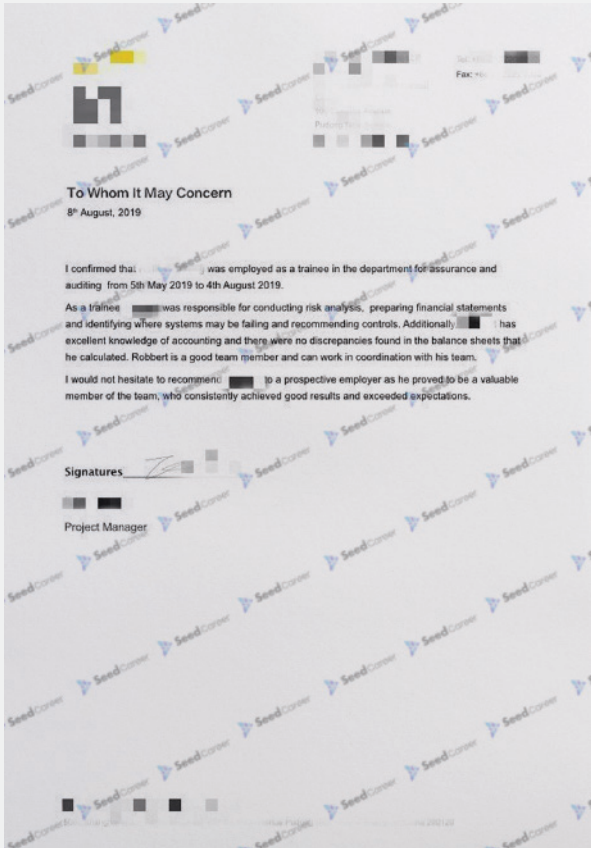 Fax:
To Whom It May Concern
8th August, 2019
I confirmed that was employed as a trainee in the department for assurance and
auditing from 5th May 2019 to 4th August 2019.
As a trainee was responsible for conducting risk analysis, preparing financial statements
and identifying where systems may be failing and recommending controls. Additionally has
excellent knowledge of accounting and there were no discrepancies found in the balance sheets that
he calculated. Robbert is a good team member and can work in coordination with his team.
I would not hesitate to recommend to a prospective employer as he proved to be a valuable
member of the team, who consistently achieved good results and exceeded expectations.
Signatures
Project Manager
SeedCareer